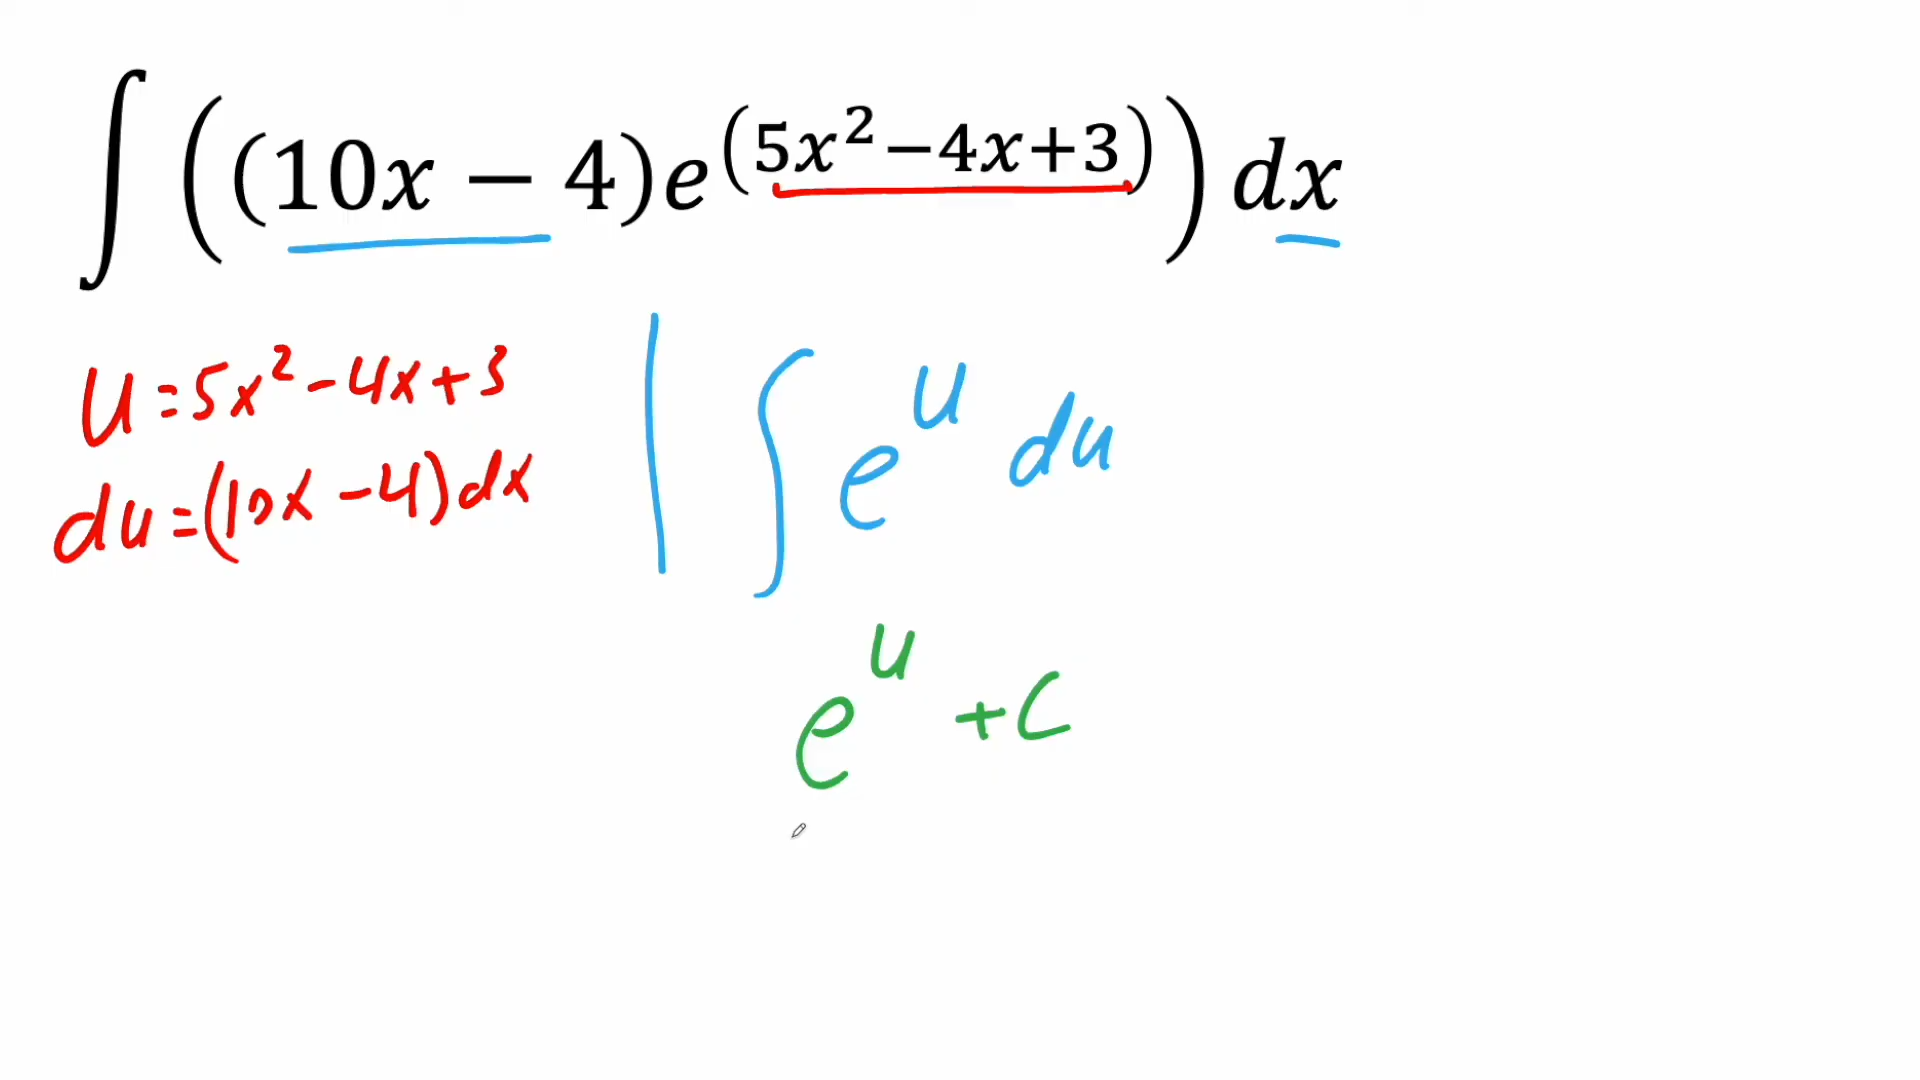 ∫((10x − 4)e^(5x²−4x+3)) dx
u = 5x² - 4x + 3
du = (10x - 4)dx
∫ e^u du
e^u + C